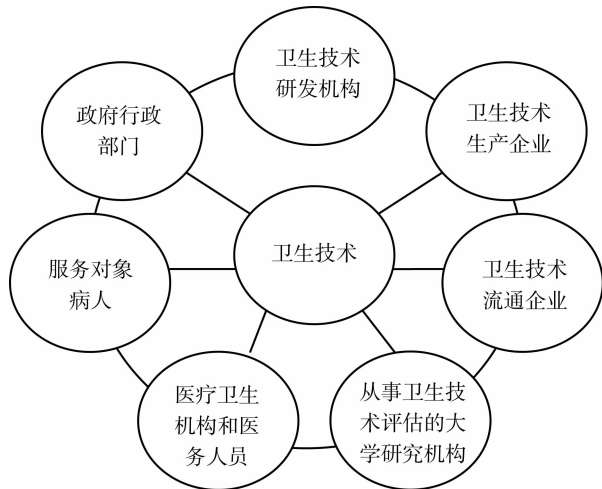 卫生技术
研发机构
政府行政
部门
卫生技术
生产企业
卫生技术
服务对象
病人
卫生技术
流通企业
医疗卫生
机构和医
务人员
从事卫生技
术评估的大
学研究机构